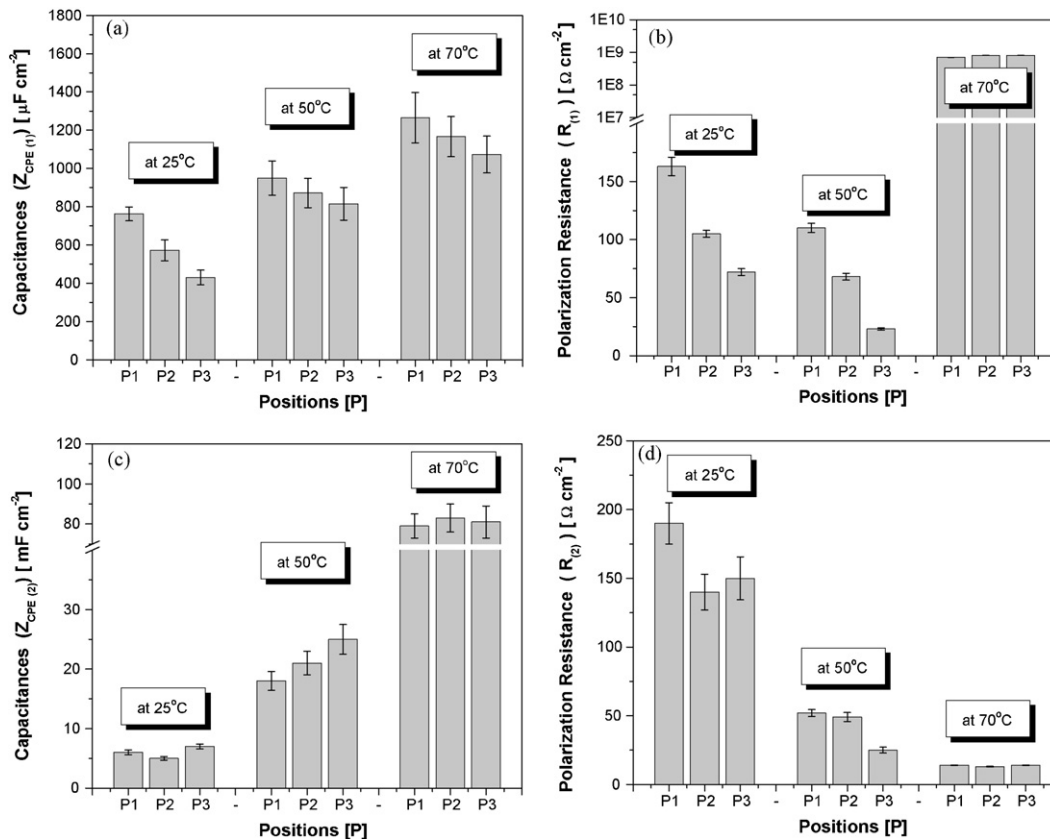 (a)
Capacitances (Z_CPE (1)) [ µF cm⁻²)
1800
1600
1400
1200
1000
800
600
400
200
0
at 25°C
at 50°C
at 70°C
P1 P2 P3 - P1 P2 P3 - P1 P2 P3
Positions [P]
(b)
Polarization Resistance ( R_(1) ) [ Ω cm⁻²]
1E10
1E9
1E8
1E7
150
100
50
0
at 25°C
at 50°C
at 70°C
P1 P2 P3 - P1 P2 P3 - P1 P2 P3
Positions [P]
(c)
Capacitances (Z_CPE (2)) [ mF cm⁻²]
120
100
80
30
20
10
0
at 25°C
at 50°C
at 70°C
P1 P2 P3 - P1 P2 P3 - P1 P2 P3
Positions [P]
(d)
Polarization Resistance ( R_(2) ) [ Ω cm⁻²]
250
200
150
100
50
0
at 25°C
at 50°C
at 70°C
P1 P2 P3 - P1 P2 P3 - P1 P2 P3
Positions [P]